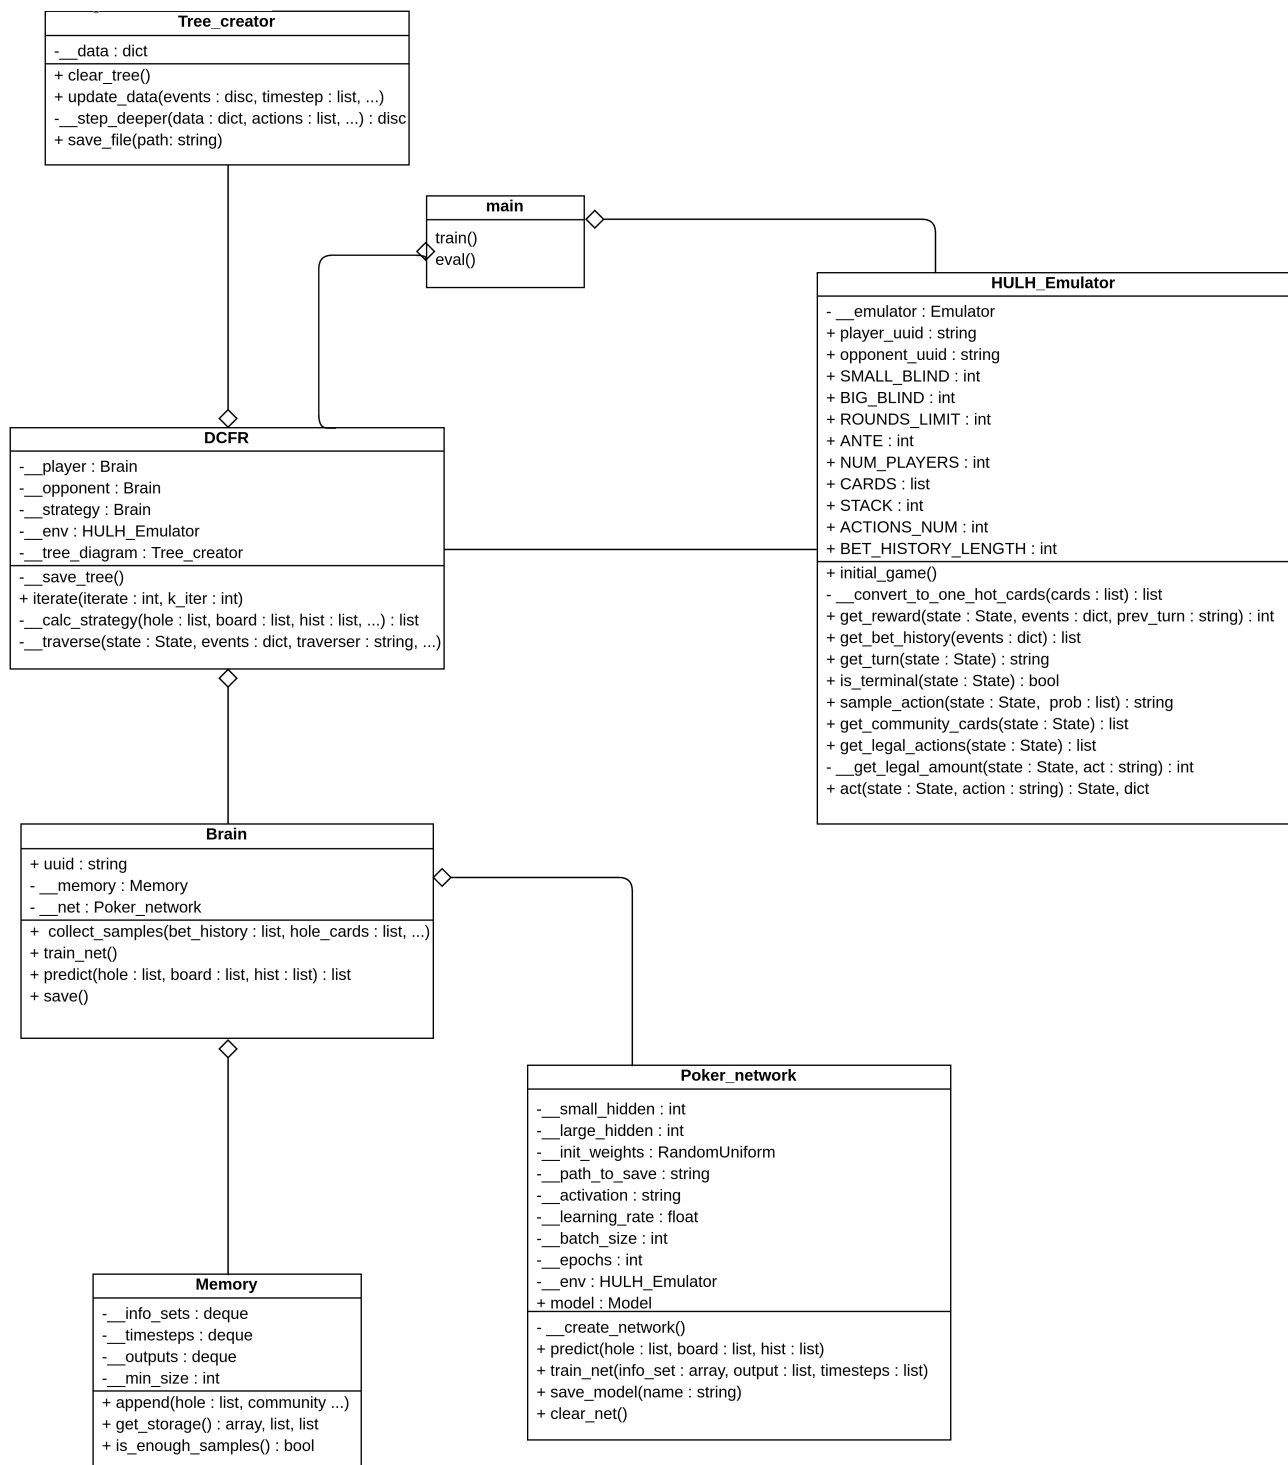 Tree_creator
-__data : dict
+ clear_tree()
+ update_data(events : disc, timestep : list, ...)
-__step_deeper(data : dict, actions : list, ...) : disc
+ save_file(path: string)
main
train()
eval()
HULH_Emulator
- __emulator : Emulator
+ player_uuid : string
+ opponent_uuid : string
+ SMALL_BLIND : int
+ BIG_BLIND : int
+ ROUNDS_LIMIT : int
+ ANTE : int
+ NUM_PLAYERS : int
+ CARDS : list
+ STACK : int
+ ACTIONS_NUM : int
+ BET_HISTORY_LENGTH : int
+ initial_game()
- __convert_to_one_hot_cards(cards : list) : list
+ get_reward(state : State, events : dict, prev_turn : string) : int
+ get_bet_history(events : dict) : list
+ get_turn(state : State) : string
+ is_terminal(state : State) : bool
+ sample_action(state : State,  prob : list) : string
+ get_community_cards(state : State) : list
+ get_legal_actions(state : State) : list
- __get_legal_amount(state : State, act : string) : int
+ act(state : State, action : string) : State, dict
DCFR
-__player : Brain
-__opponent : Brain
-__strategy : Brain
-__env : HULH_Emulator
-__tree_diagram : Tree_creator
-__save_tree()
+ iterate(iterate : int, k_iter : int)
-__calc_strategy(hole : list, board : list, hist : list, ...) : list
-__traverse(state : State, events : dict, traverser : string, ...)
Brain
+ uuid : string
- __memory : Memory
- __net : Poker_network
+  collect_samples(bet_history : list, hole_cards : list, ...)
+ train_net()
+ predict(hole : list, board : list, hist : list) : list
+ save()
Poker_network
-__small_hidden : int
-__large_hidden : int
-__init_weights : RandomUniform
-__path_to_save : string
-__activation : string
-__learning_rate : float
-__batch_size : int
-__epochs : int
-__env : HULH_Emulator
+ model : Model
- __create_network()
+ predict(hole : list, board : list, hist : list)
+ train_net(info_set : array, output : list, timesteps : list)
+ save_model(name : string)
+ clear_net()
Memory
-__info_sets : deque
-__timesteps : deque
-__outputs : deque
-__min_size : int
+ append(hole : list, community ...)
+ get_storage() : array, list, list
+ is_enough_samples() : bool